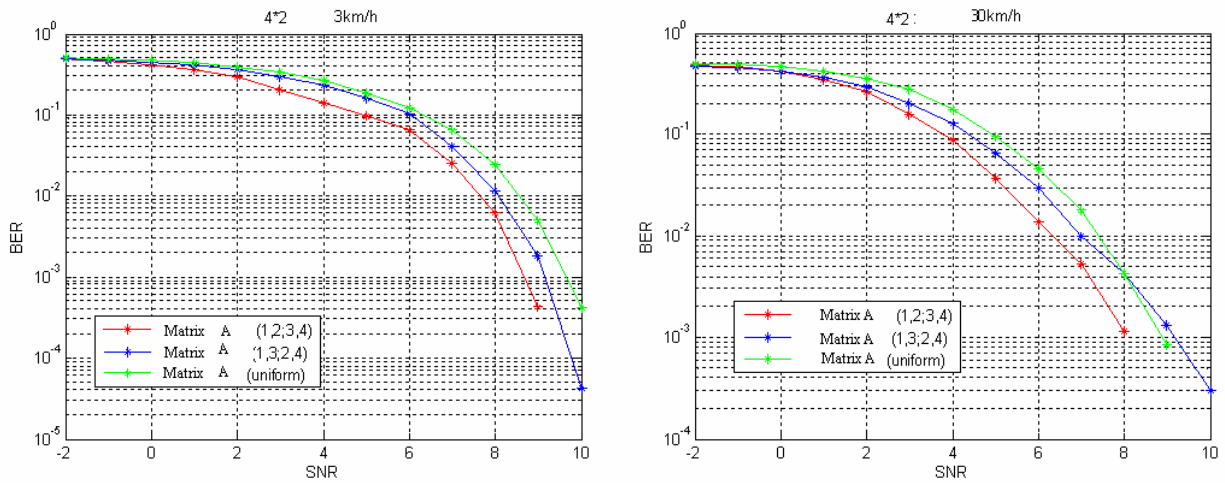 4*2 3km/h
10^0
10^-1
10^-2
10^-3
10^-4
10^-5
BER
-2 0 2 4 6 8 10
SNR
Matrix A (1,2;3,4)
Matrix A (1,3;2,4)
Matrix A (uniform)
4*2 : 30km/h
10^0
10^-1
10^-2
10^-3
10^-4
BER
-2 0 2 4 6 8 10
SNR
Matrix A (1,2;3,4)
Matrix A (1,3;2,4)
Matrix A (uniform)